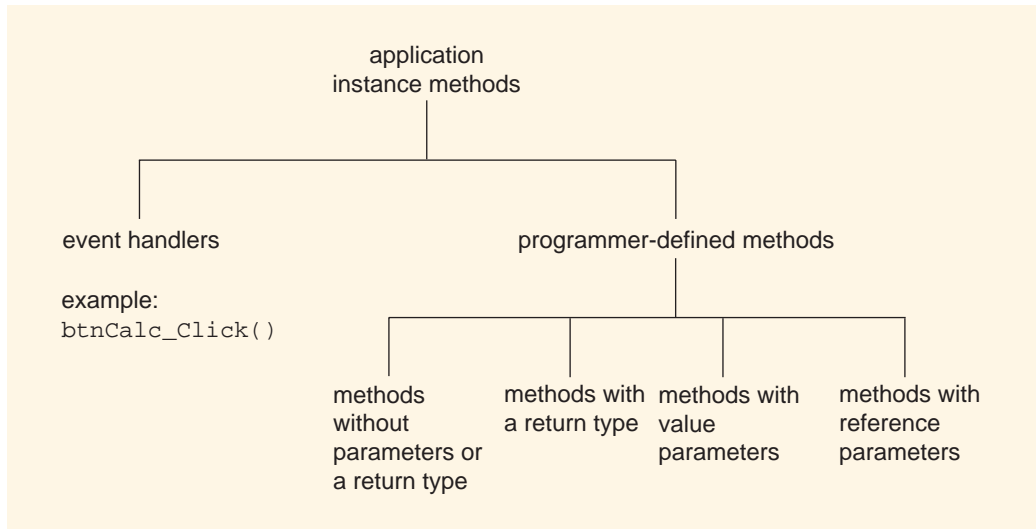 application
instance methods
event handlers
programmer-defined methods
example:
btnCalc_Click()
methods
without
parameters or
a return type
methods with
a return type
methods with
value
parameters
methods with
reference
parameters